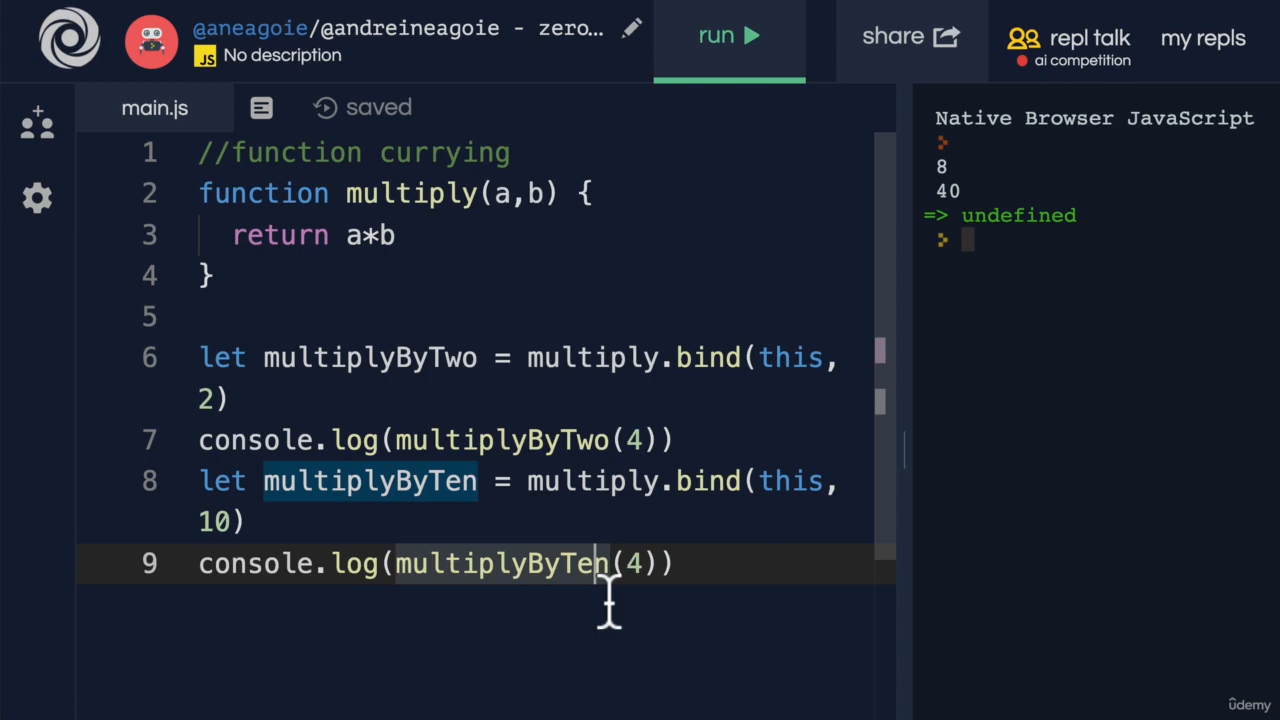 @aneagoie/@andreineagoie - zero...
JS No description
run
share
repl talk
ai competition
my repls
main.js
saved
1 //function currying
2 function multiply(a,b) {
3 return a*b
4 }
5
6 let multiplyByTwo = multiply.bind(this,
2)
7 console.log(multiplyByTwo(4))
8 let multiplyByTen = multiply.bind(this,
10)
9 console.log(multiplyByTen(4))
Native Browser JavaScript
8
40
=> undefined
ûdemy